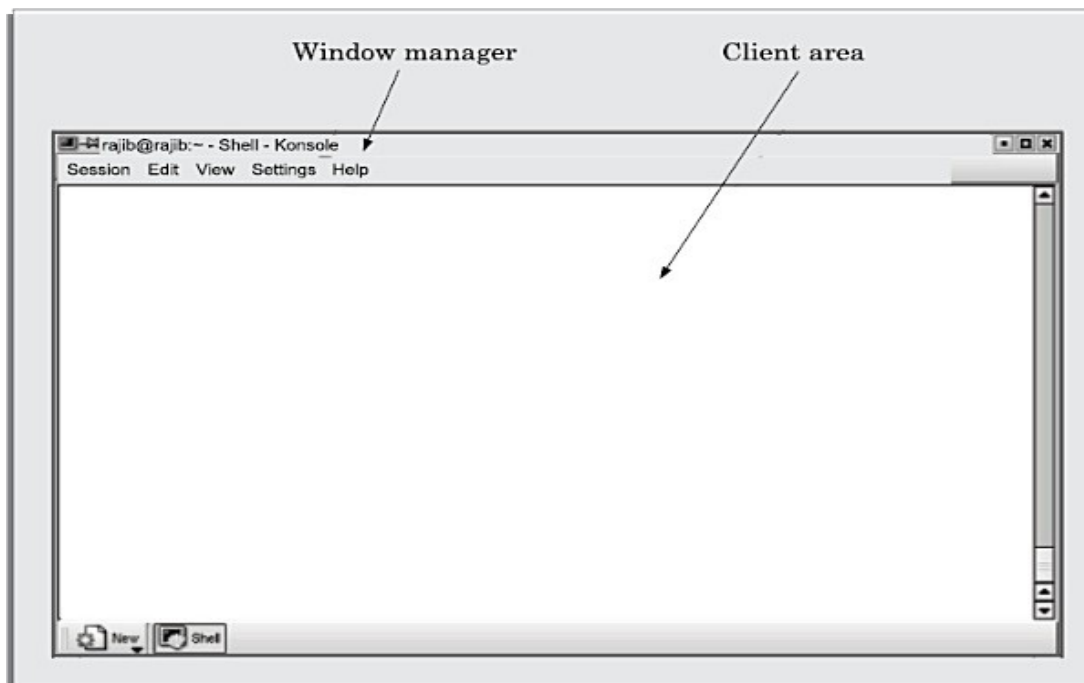 Window manager Client area
rajib@rajib:~ - Shell - Konsole
Session Edit View Settings Help
New Shell